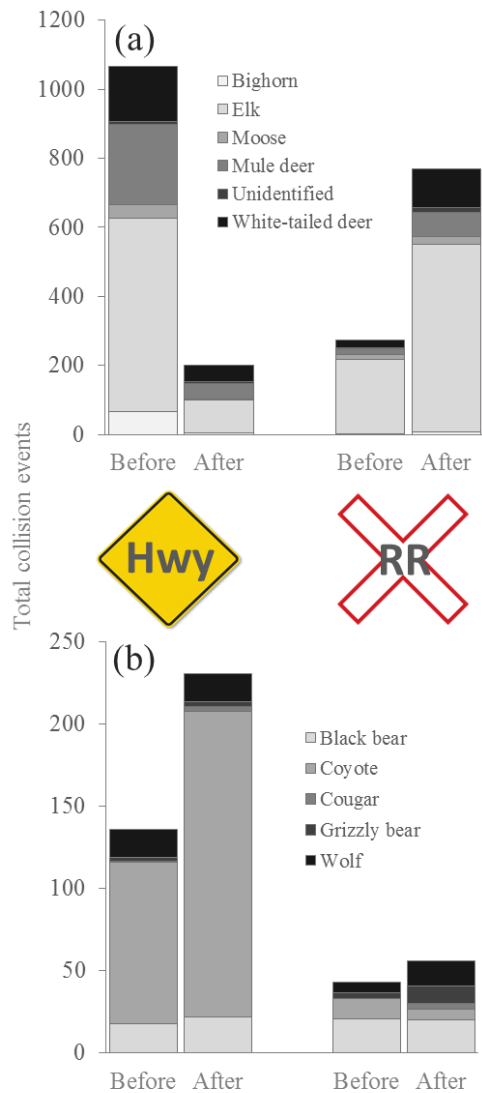 (a)
1200
1000
800
600
400
200
0
Bighorn
Elk
Moose
Mule deer
Unidentified
White-tailed deer
Before After Before After
Total collision events
Hwy
RR
(b)
250
200
150
100
50
0
Black bear
Coyote
Cougar
Grizzly bear
Wolf
Before After Before After